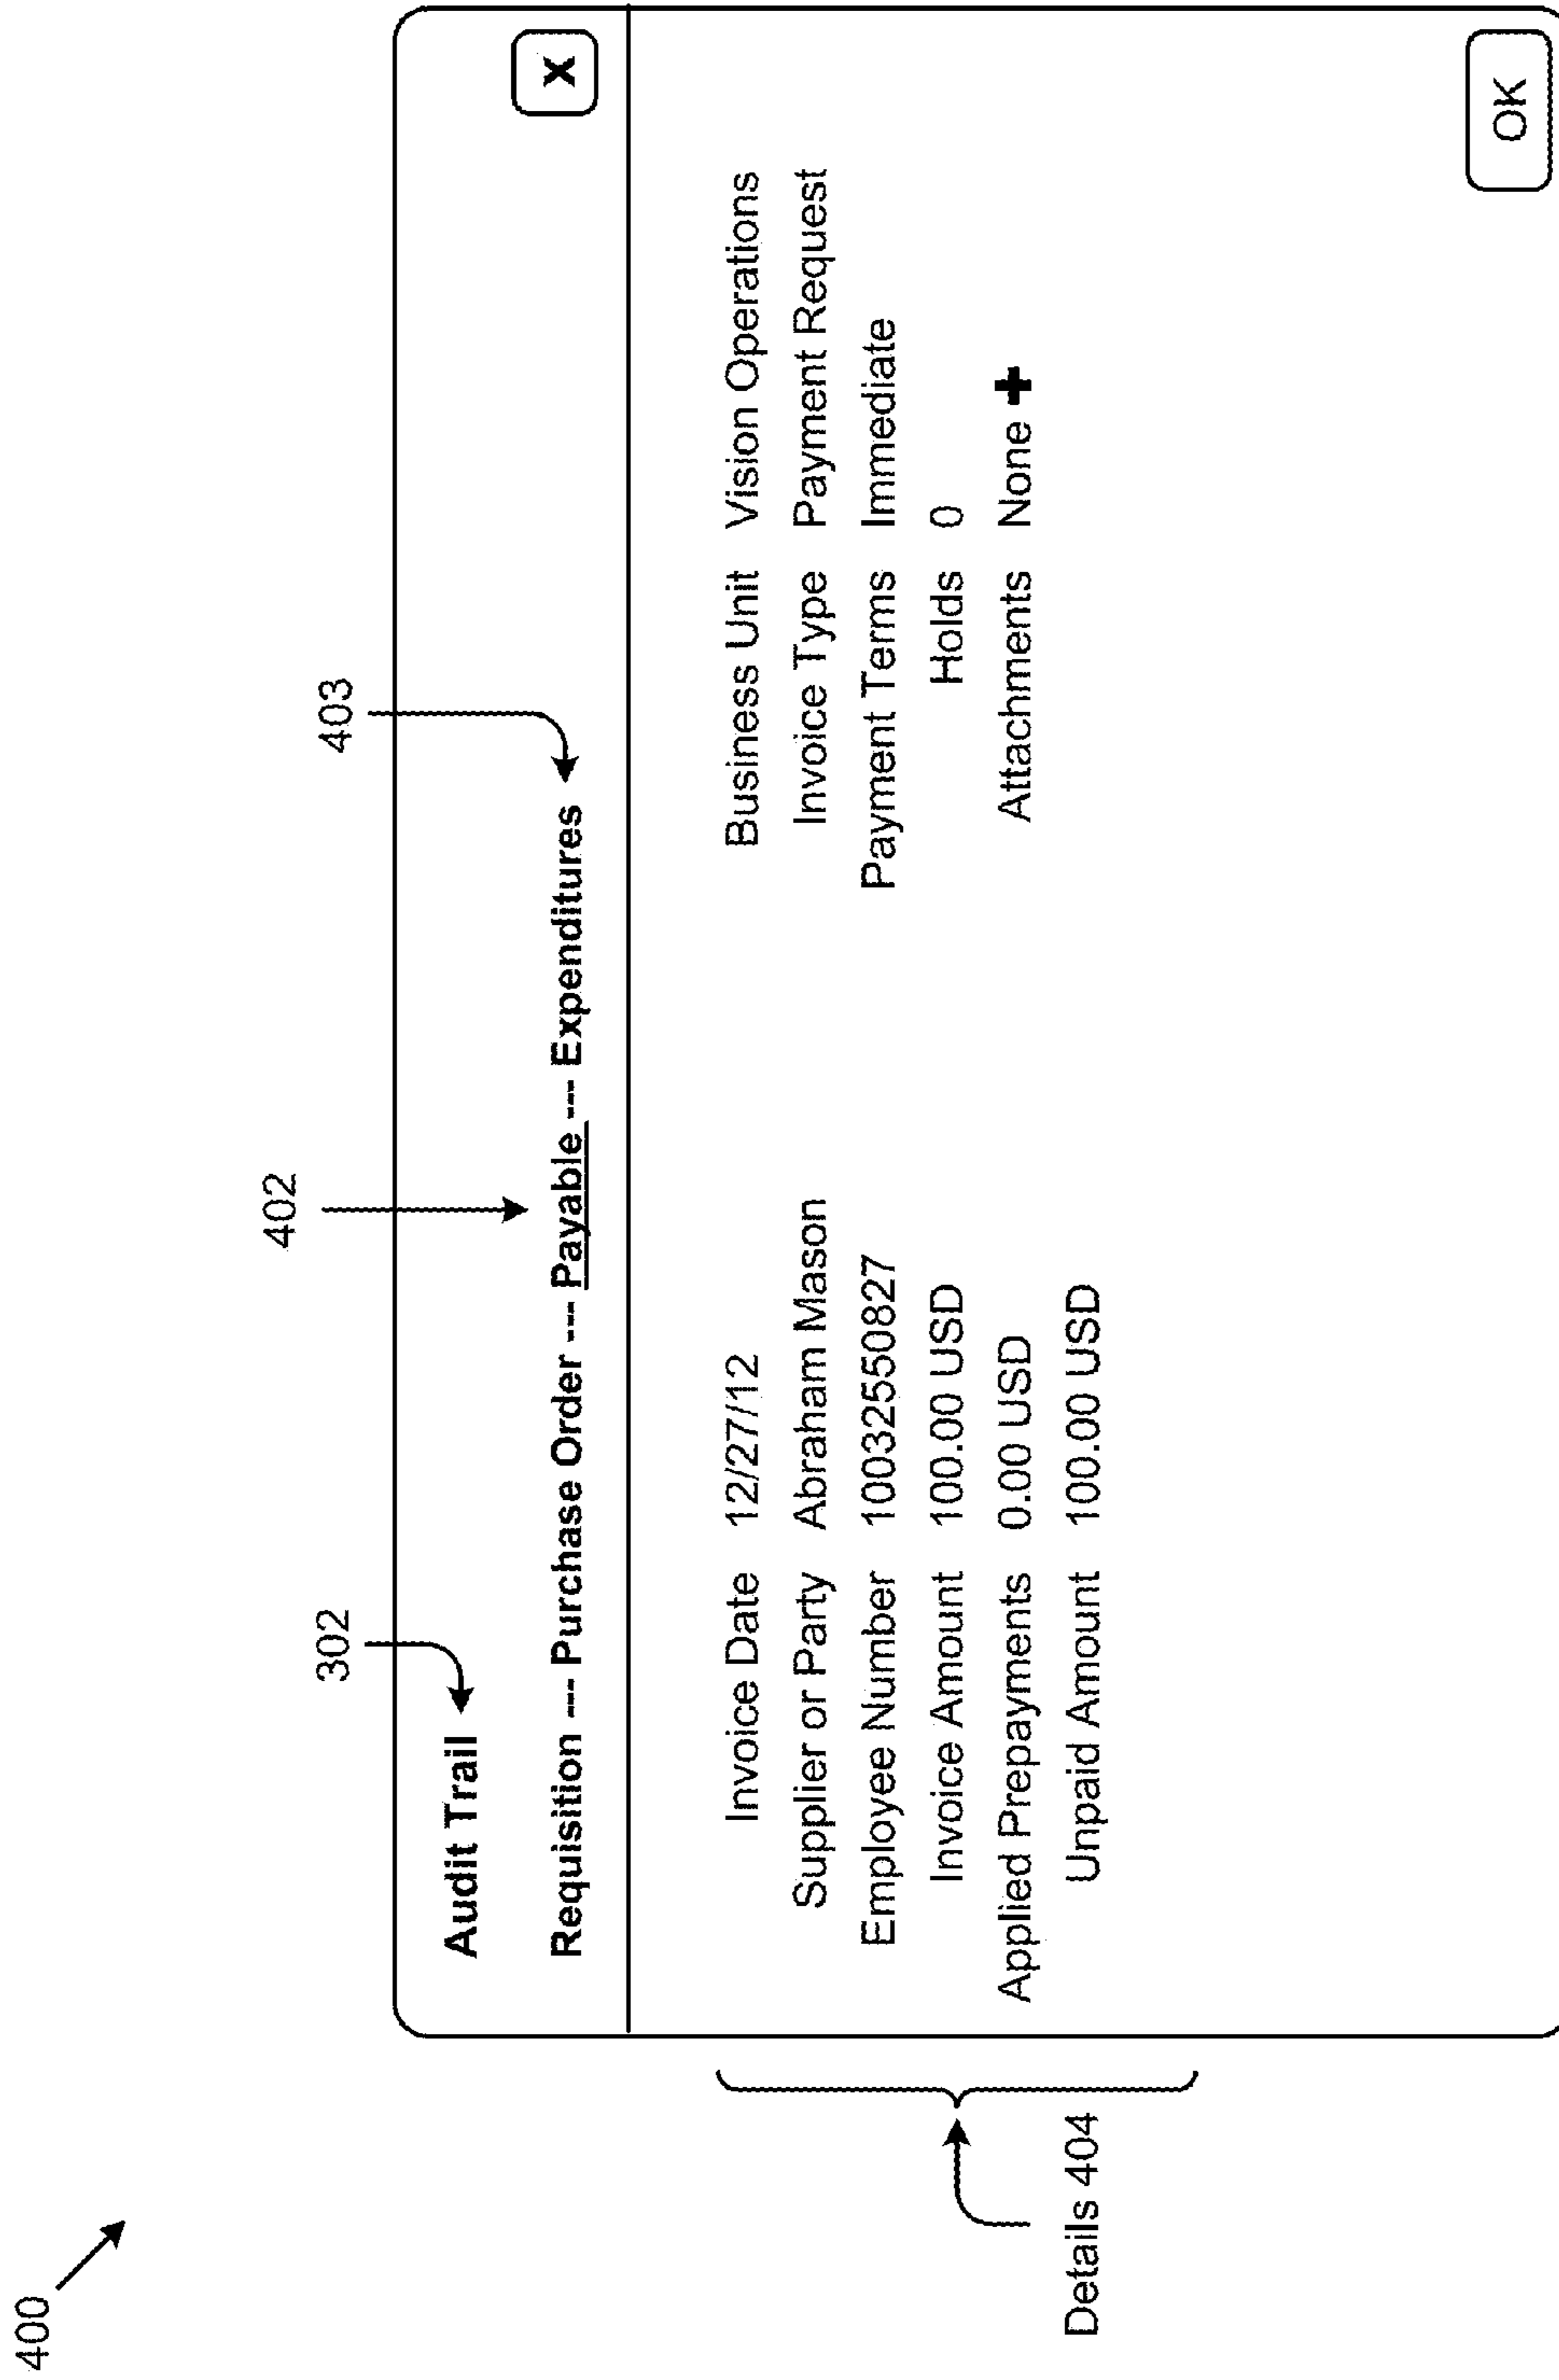 400
402
302
403
Audit Trail
X
Requisition --- Purchase Order --- Payable --- Expenditures
Invoice Date 12/27/12
Supplier or Party Abraham Mason
Employee Number 10032550827
Invoice Amount 100.00 USD
Applied Prepayments 0.00 USD
Unpaid Amount 100.00 USD
Business Unit Vision Operations
Invoice Type Payment Request
Payment Terms Immediate
Holds 0
Attachments None ✚
Details 404
OK